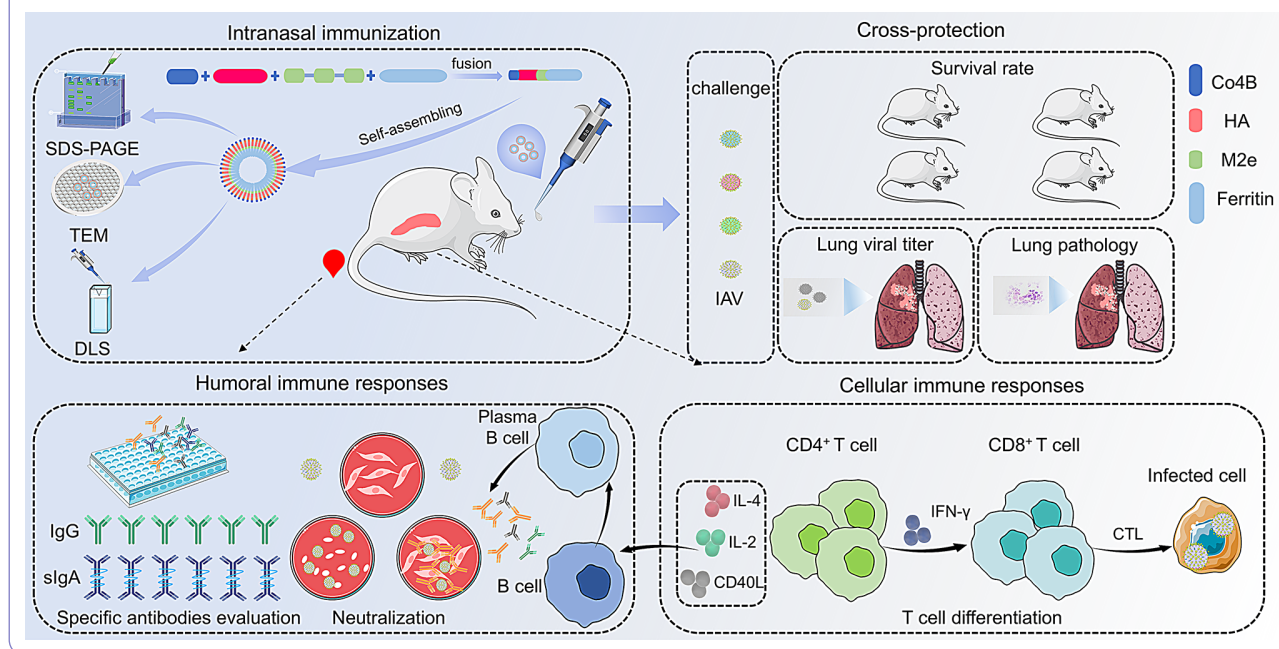 Intranasal immunization
fusion
Self-assembling
SDS-PAGE
TEM
DLS
Cross-protection
challenge
IAV
Survival rate
Lung viral titer
Lung pathology
Co4B
HA
M2e
Ferritin
Humoral immune responses
Plasma
B cell
B cell
IgG
sIgA
Specific antibodies evaluation
Neutralization
Cellular immune responses
CD4⁺ T cell
CD8⁺ T cell
Infected cell
IL-4
IL-2
CD40L
IFN-γ
CTL
T cell differentiation